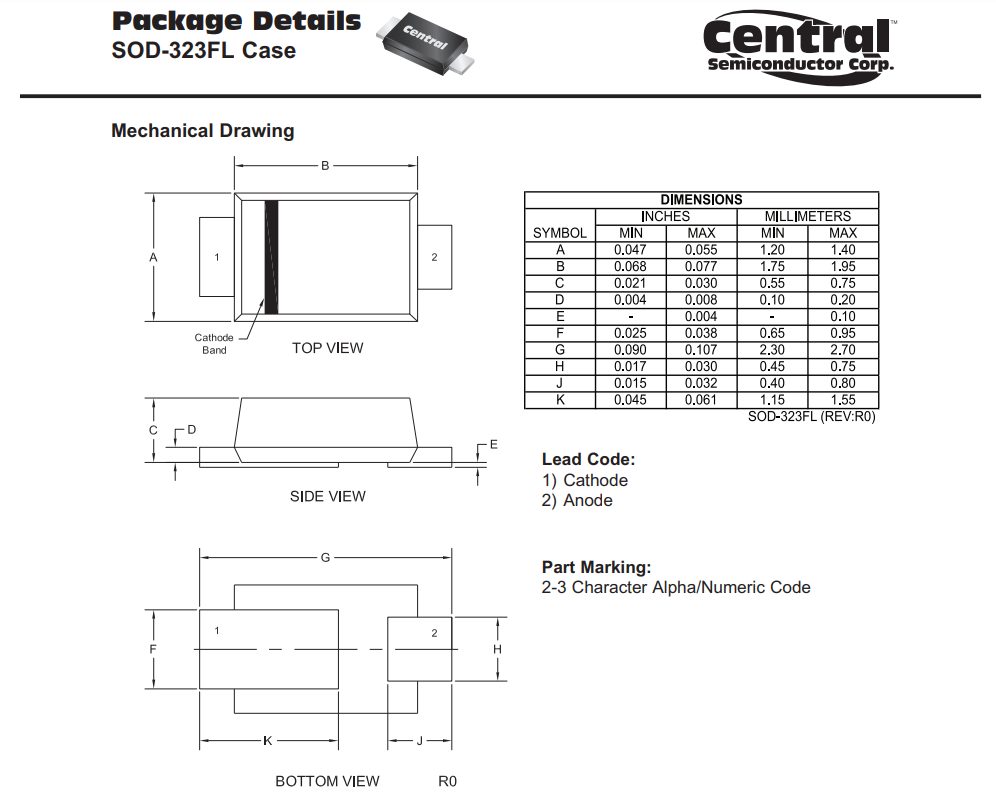 Package Details
SOD-323FL Case
Central
Central™
Semiconductor Corp.
Mechanical Drawing
B
A
1
2
Cathode
Band
TOP VIEW
C
D
E
SIDE VIEW
G
1
2
F
H
K
J
BOTTOM VIEW R0
DIMENSIONS
INCHES MILLIMETERS
SYMBOL MIN MAX MIN MAX
A 0.047 0.055 1.20 1.40
B 0.068 0.077 1.75 1.95
C 0.021 0.030 0.55 0.75
D 0.004 0.008 0.10 0.20
E - 0.004 - 0.10
F 0.025 0.038 0.65 0.95
G 0.090 0.107 2.30 2.70
H 0.017 0.030 0.45 0.75
J 0.015 0.032 0.40 0.80
K 0.045 0.061 1.15 1.55
SOD-323FL (REV:R0)
Lead Code:
1) Cathode
2) Anode
Part Marking:
2-3 Character Alpha/Numeric Code